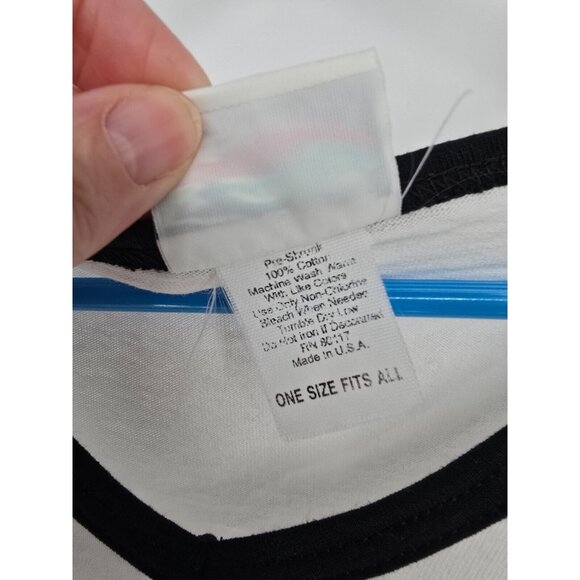 Pre-Shrunk
100% Cotton
Machine Wash Warm
With Like Colors
Use Only Non-Chlorine
Bleach When Needed
Tumble Dry Low
Do Not Iron If Decorated
RN 80117
Made In U.S.A.
ONE SIZE FITS ALL